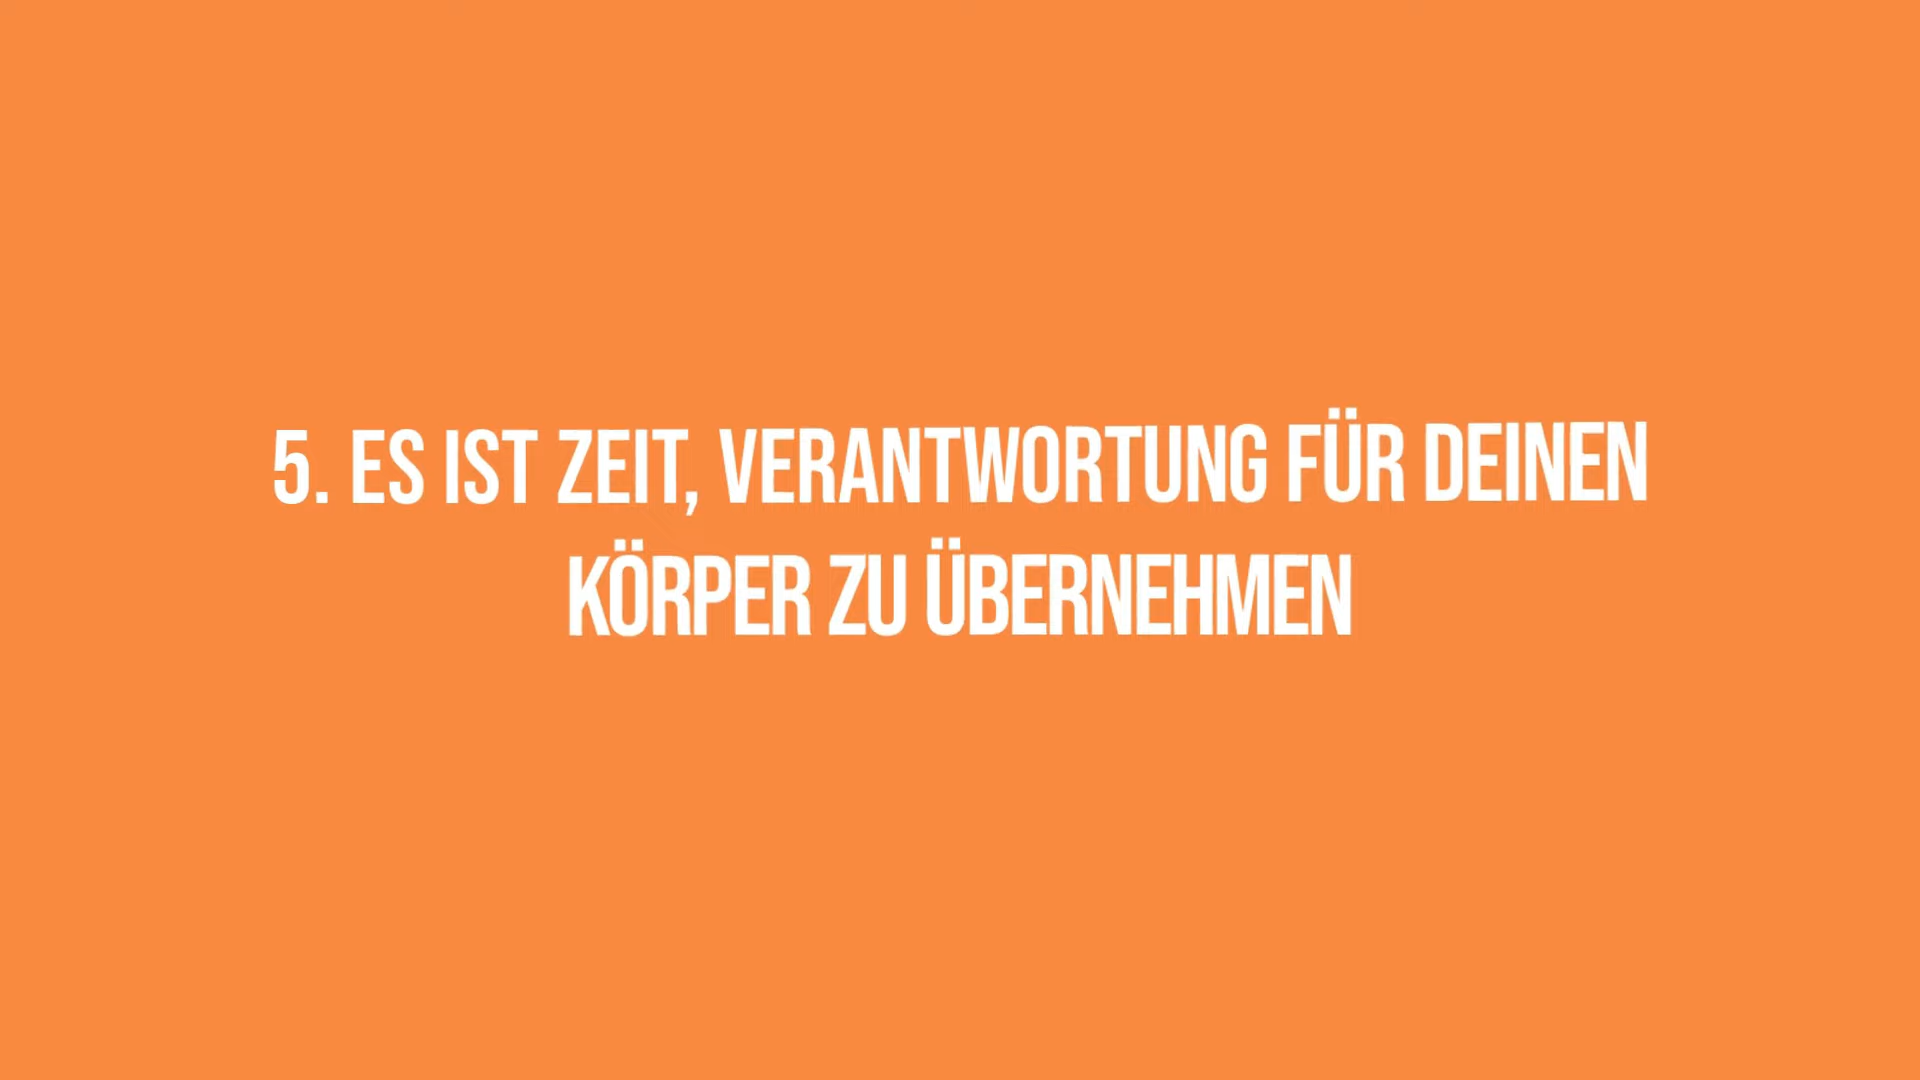 5. ES IST ZEIT, VERANTWORTUNG FÜR DEINEN
KÖRPER ZU ÜBERNEHMEN